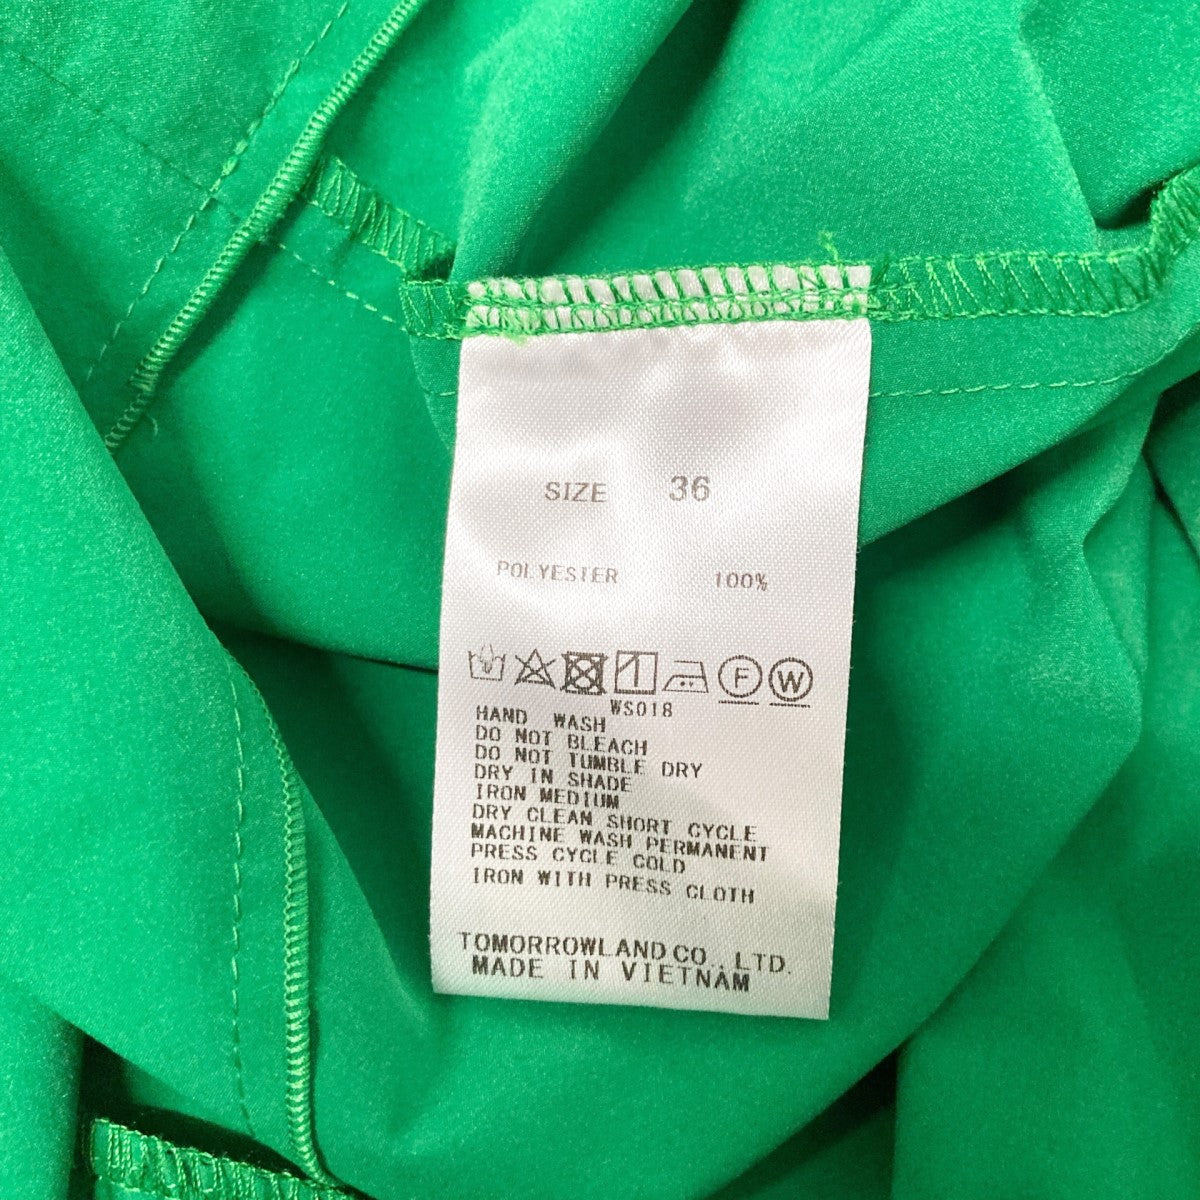 SIZE 36
POLYESTER 100%
1 F W
WS018
HAND WASH
DO NOT BLEACH
DO NOT TUMBLE DRY
DRY IN SHADE
IRON MEDIUM
DRY CLEAN SHORT CYCLE
MACHINE WASH PERMANENT
PRESS CYCLE COLD
IRON WITH PRESS CLOTH
TOMORROWLAND CO., LTD.
MADE IN VIETNAM